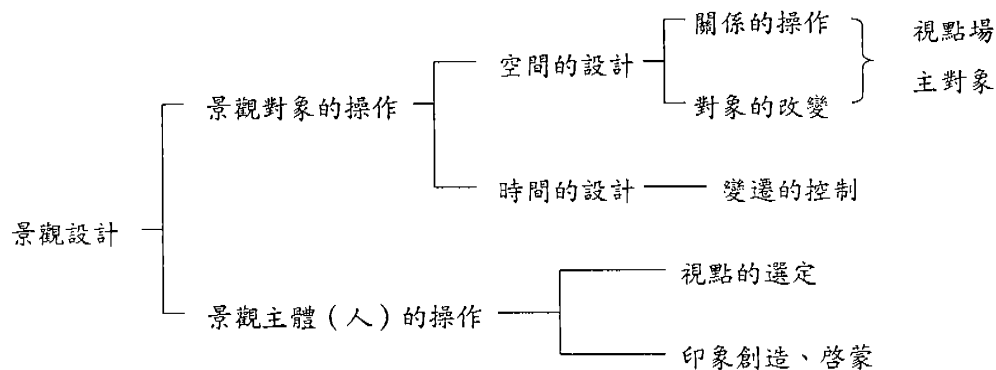 關係的操作
視點場
空間的設計
主對象
景觀對象的操作
對象的改變
時間的設計
變遷的控制
景觀設計
視點的選定
景觀主體（人）的操作
印象創造、啓蒙